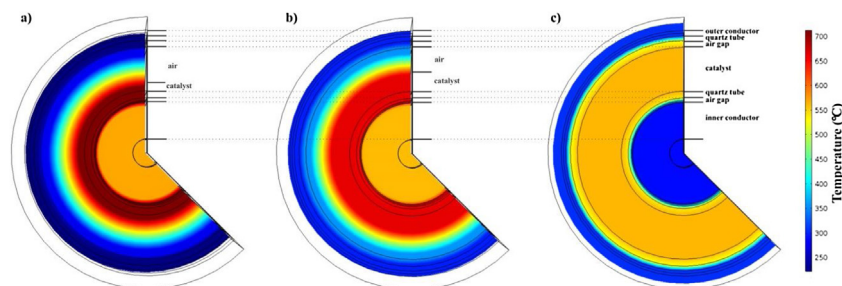 a)
air
catalyst
b)
air
catalyst
c)
outer conductor
quartz tube
air gap
catalyst
quartz tube
air gap
inner conductor
700
650
600
550
500
450
400
350
300
250
Temperature (°C)